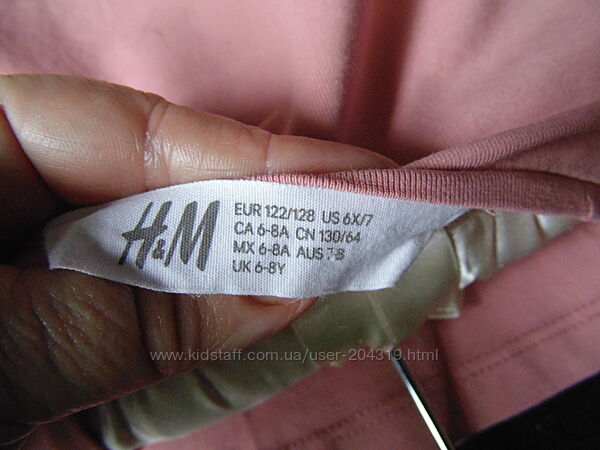 H&M
EUR 122/128 US 6X/7
CA 6-8A CN 130/64
MX 6-8A AUS 7-8
UK 6-8Y
www.kidstaff.com.ua/user-204319.html